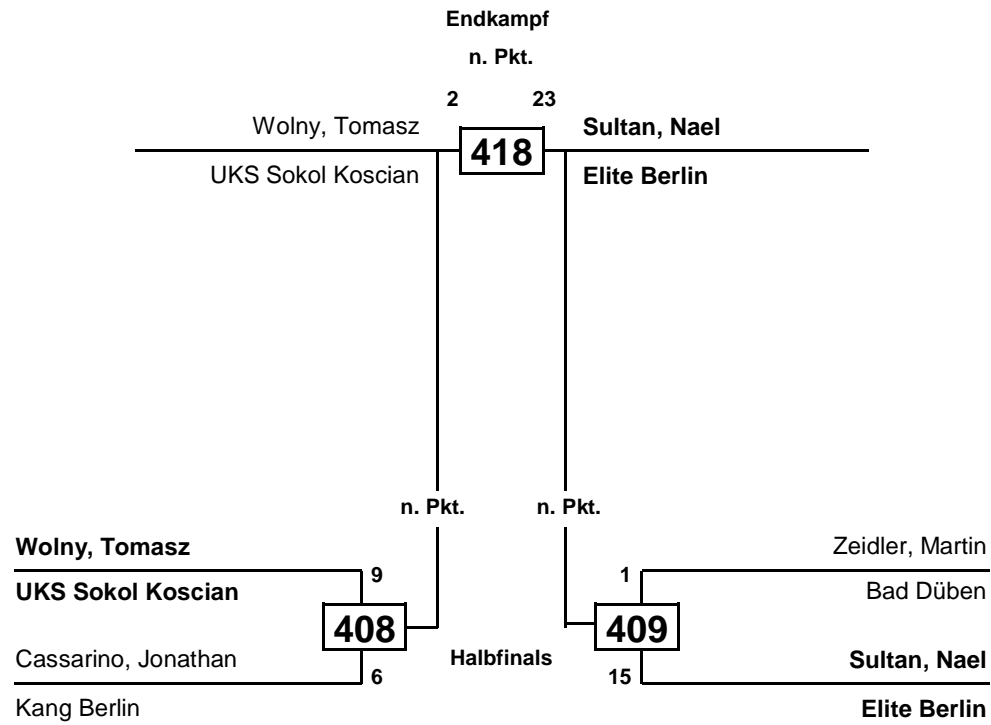 Endkampf
n. Pkt.
2 23
Wolny, Tomasz Sultan, Nael
418
UKS Sokol Koscian Elite Berlin
n. Pkt. n. Pkt.
Wolny, Tomasz Zeidler, Martin
9 1
UKS Sokol Koscian Bad Düben
408 409
Cassarino, Jonathan Halbfinals Sultan, Nael
6 15
Kang Berlin Elite Berlin